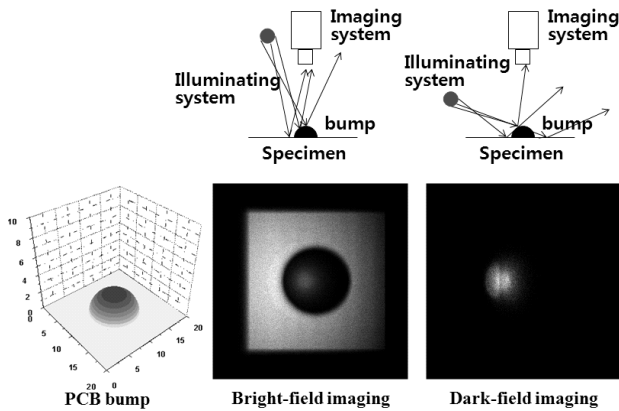 Imaging
system
Illuminating
system
bump
Specimen
Imaging
system
Illuminating
system
bump
Specimen
10
8
6
4
2
0
0
5
10
15
20
0
5
10
15
20
PCB bump
Bright-field imaging
Dark-field imaging